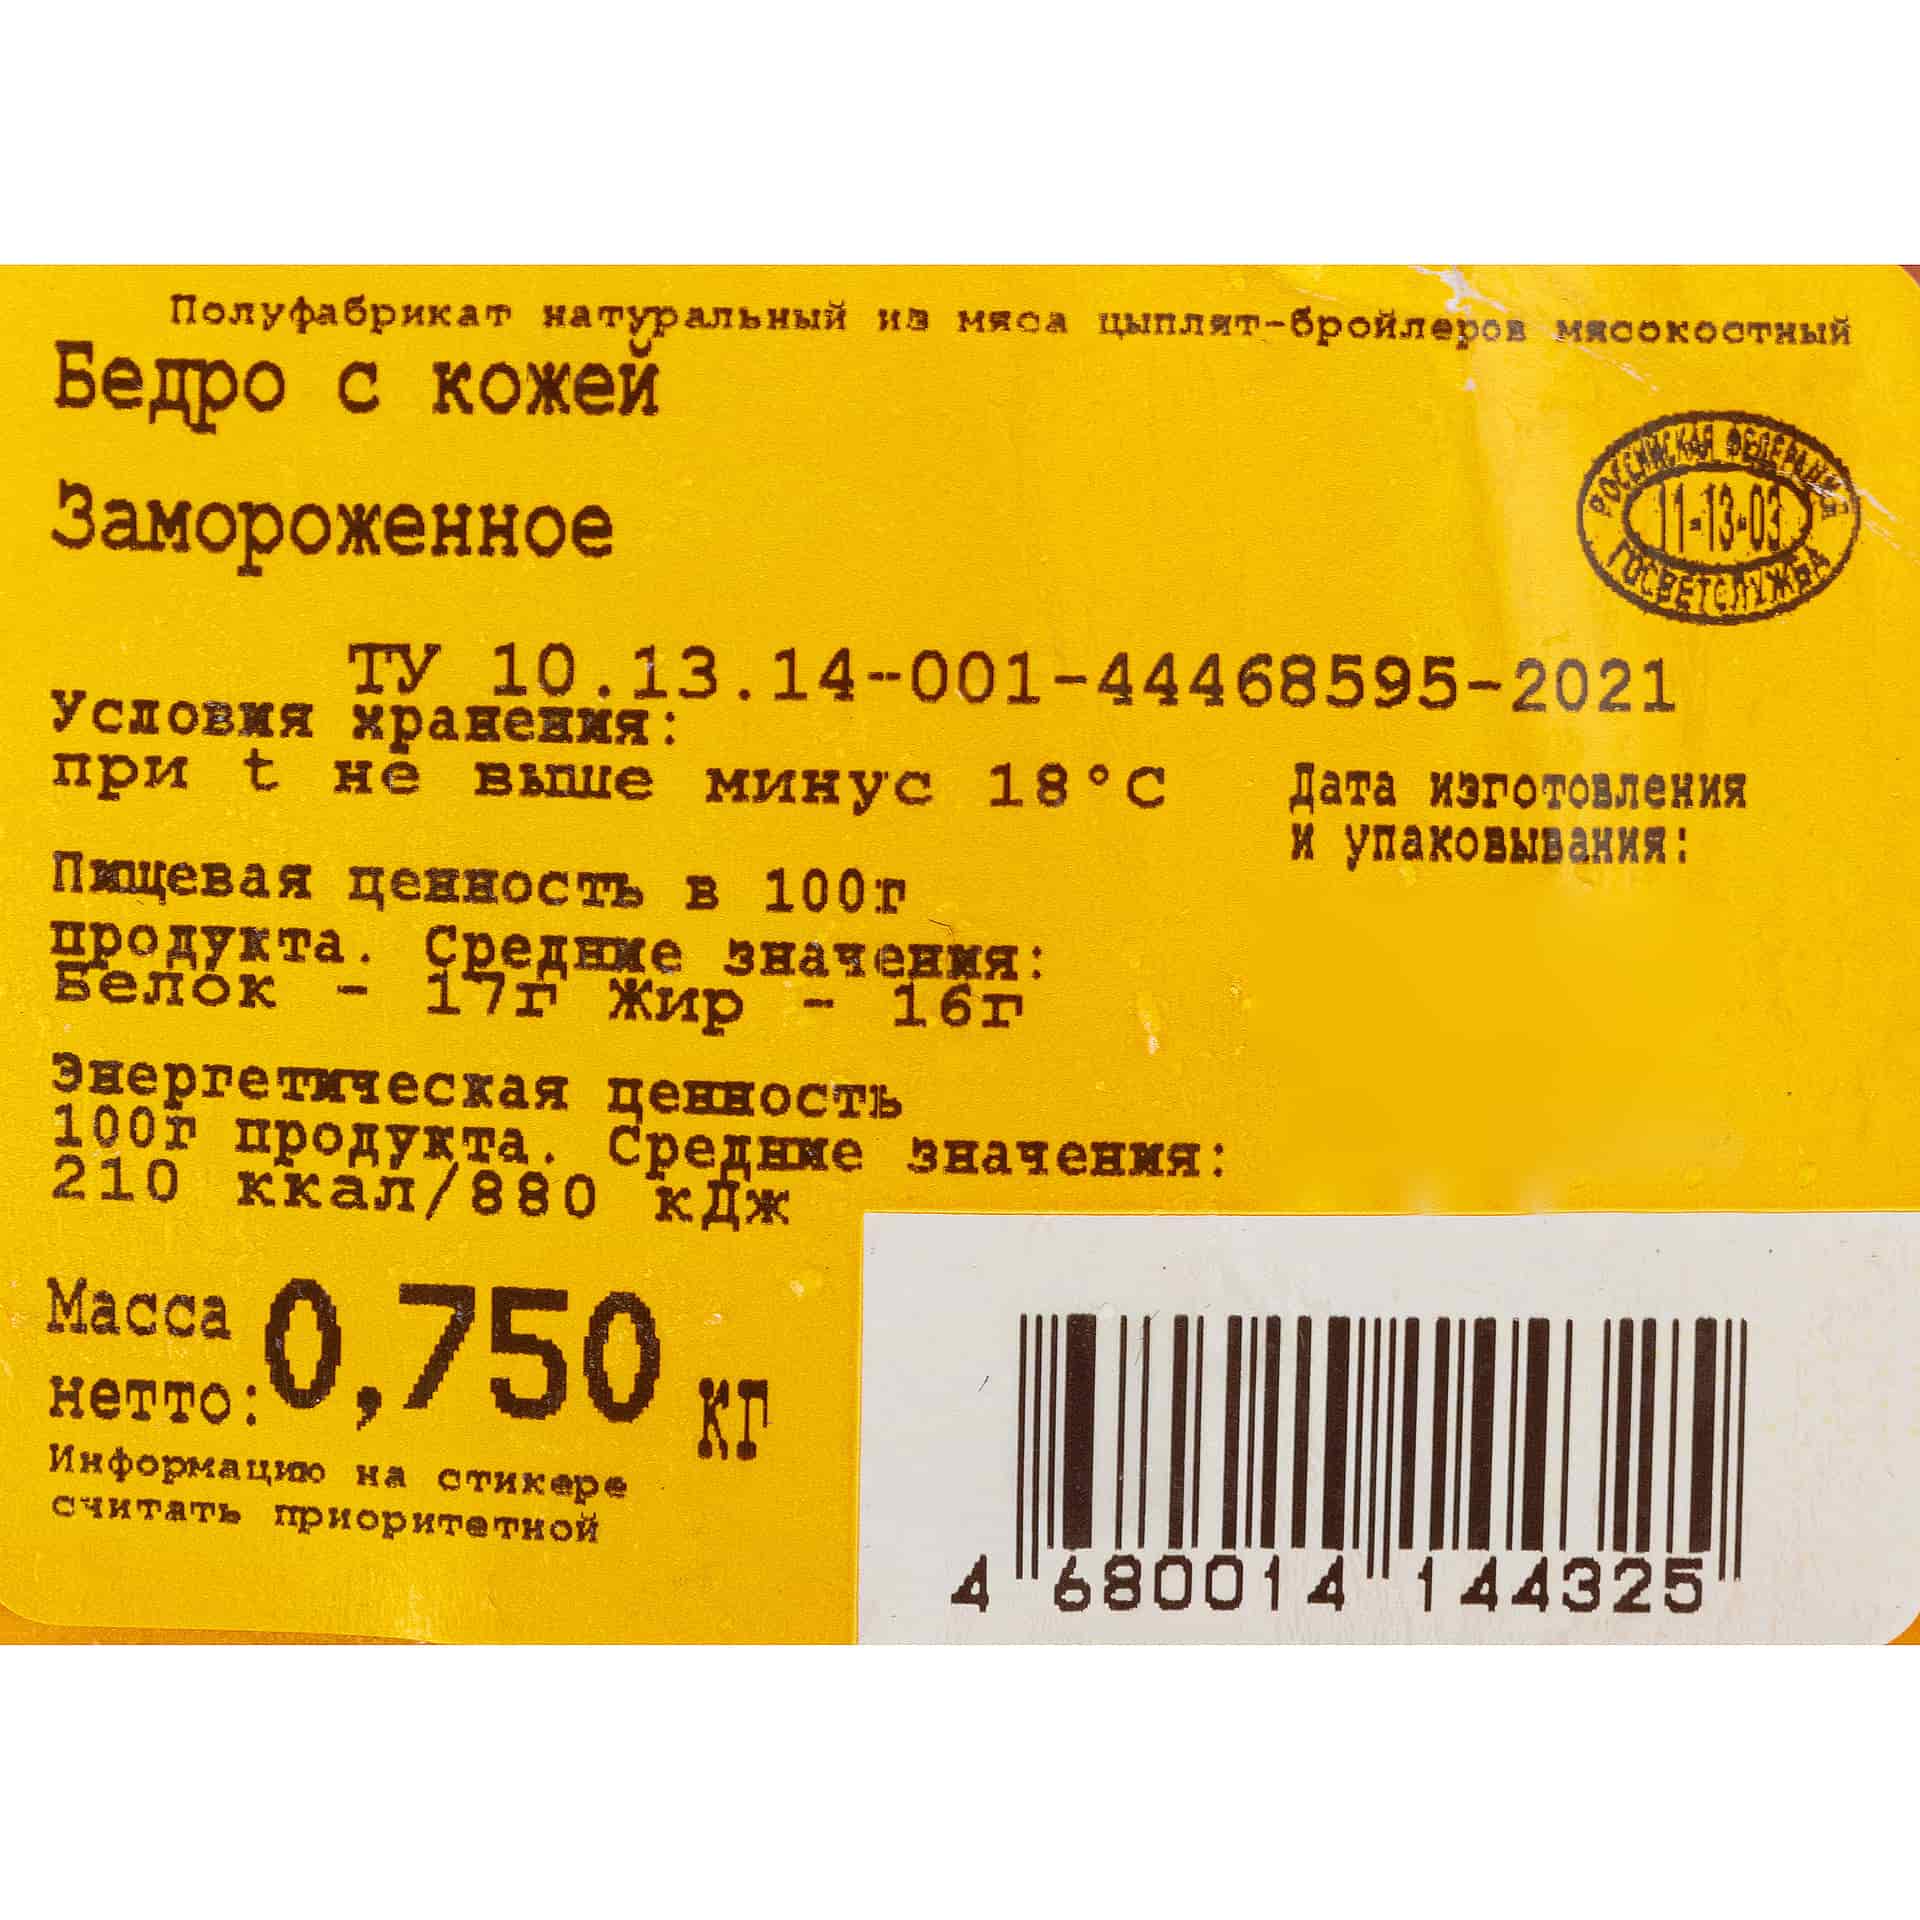 Полуфабрикат натуральный из мяса цыплят-бройлеров мясокостный
Бедро с кожей
Замороженное
РОССИЙСКАЯ ФЕДЕРАЦИЯ
11-13-03
ГОСВЕТСЛУЖБА
ТУ 10.13.14-001-44468595-2021
Условия хранения:
при t не выше минус 18°С
Дата изготовления
и упаковывания:
Пищевая ценность в 100г
продукта. Средние значения:
Белок - 17г Жир - 16г
Энергетическая ценность
100г продукта. Средние значения:
210 ккал/880 кДж
Масса
нетто: 0,750 кг
Информацию на стикере
считать приоритетной
4 680014 144325